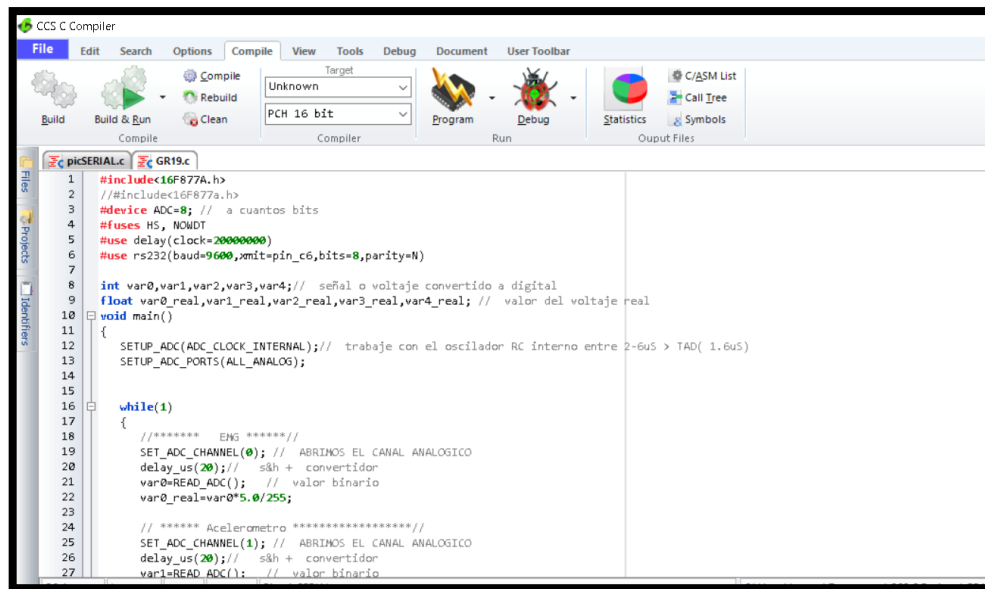 CCS C Compiler
File Edit Search Options Compile View Tools Debug Document User Toolbar
Build
Build & Run
Compile
Rebuild
Clean
Compile
Target
Unknown
PCH 16 bit
Compiler
Program
Debug
Run
Statistics
C/ASM List
Call Tree
Symbols
Ouput Files
Files
Projects
Identifiers
picSERIAL.c GR19.c
1 #include<16F877A.h>
2 //#include<16F877a.h>
3 #device ADC=8; // a cuantos bits
4 #fuses HS, NOWDT
5 #use delay(clock=20000000)
6 #use rs232(baud=9600,xmit=pin_c6,bits=8,parity=N)
7
8 int var0,var1,var2,var3,var4;// señal o voltaje convertido a digital
9 float var0_real,var1_real,var2_real,var3_real,var4_real; // valor del voltaje real
10 void main()
11 {
12 SETUP_ADC(ADC_CLOCK_INTERNAL);// trabaje con el oscilador RC interno entre 2-6uS > TAD( 1.6uS)
13 SETUP_ADC_PORTS(ALL_ANALOG);
14
15
16 while(1)
17 {
18 //******* EMG ******//
19 SET_ADC_CHANNEL(0); // ABRIMOS EL CANAL ANALOGICO
20 delay_us(20);// s&h + convertidor
21 var0=READ_ADC(); // valor binario
22 var0_real=var0*5.0/255;
23
24 // ****** Acelerometro ******************//
25 SET_ADC_CHANNEL(1); // ABRIMOS EL CANAL ANALOGICO
26 delay_us(20);// s&h + convertidor
27 var1=READ_ADC(); // valor binario